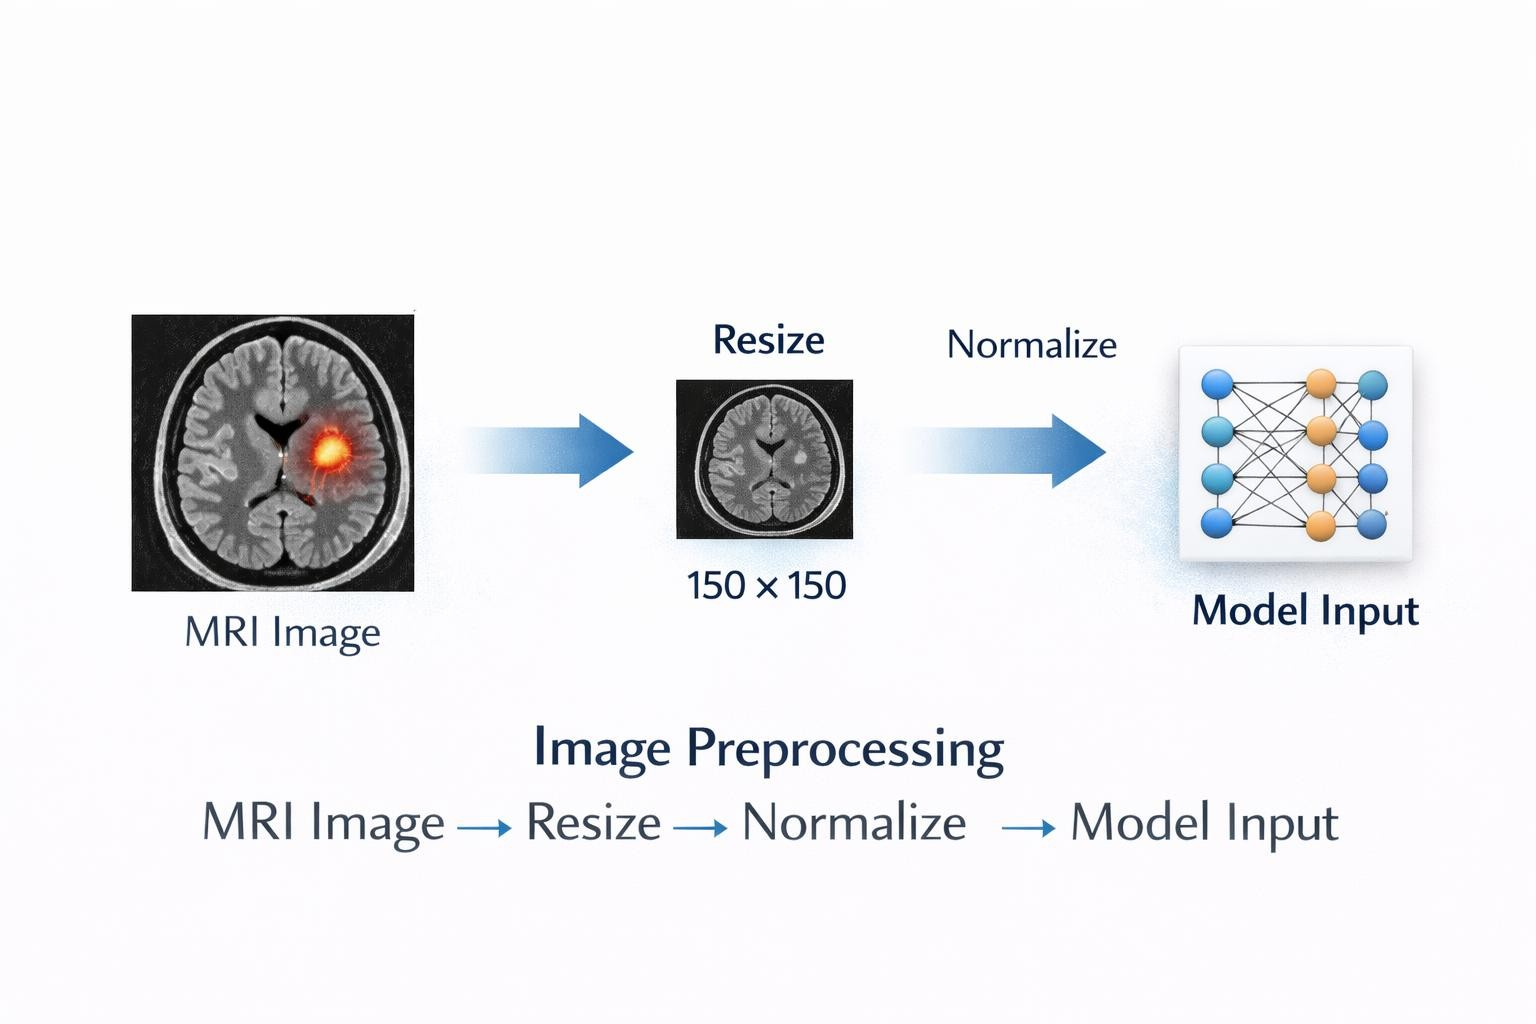 Resize
Normalize
150 × 150
MRI Image
Model Input
Image Preprocessing
MRI Image → Resize → Normalize → Model Input